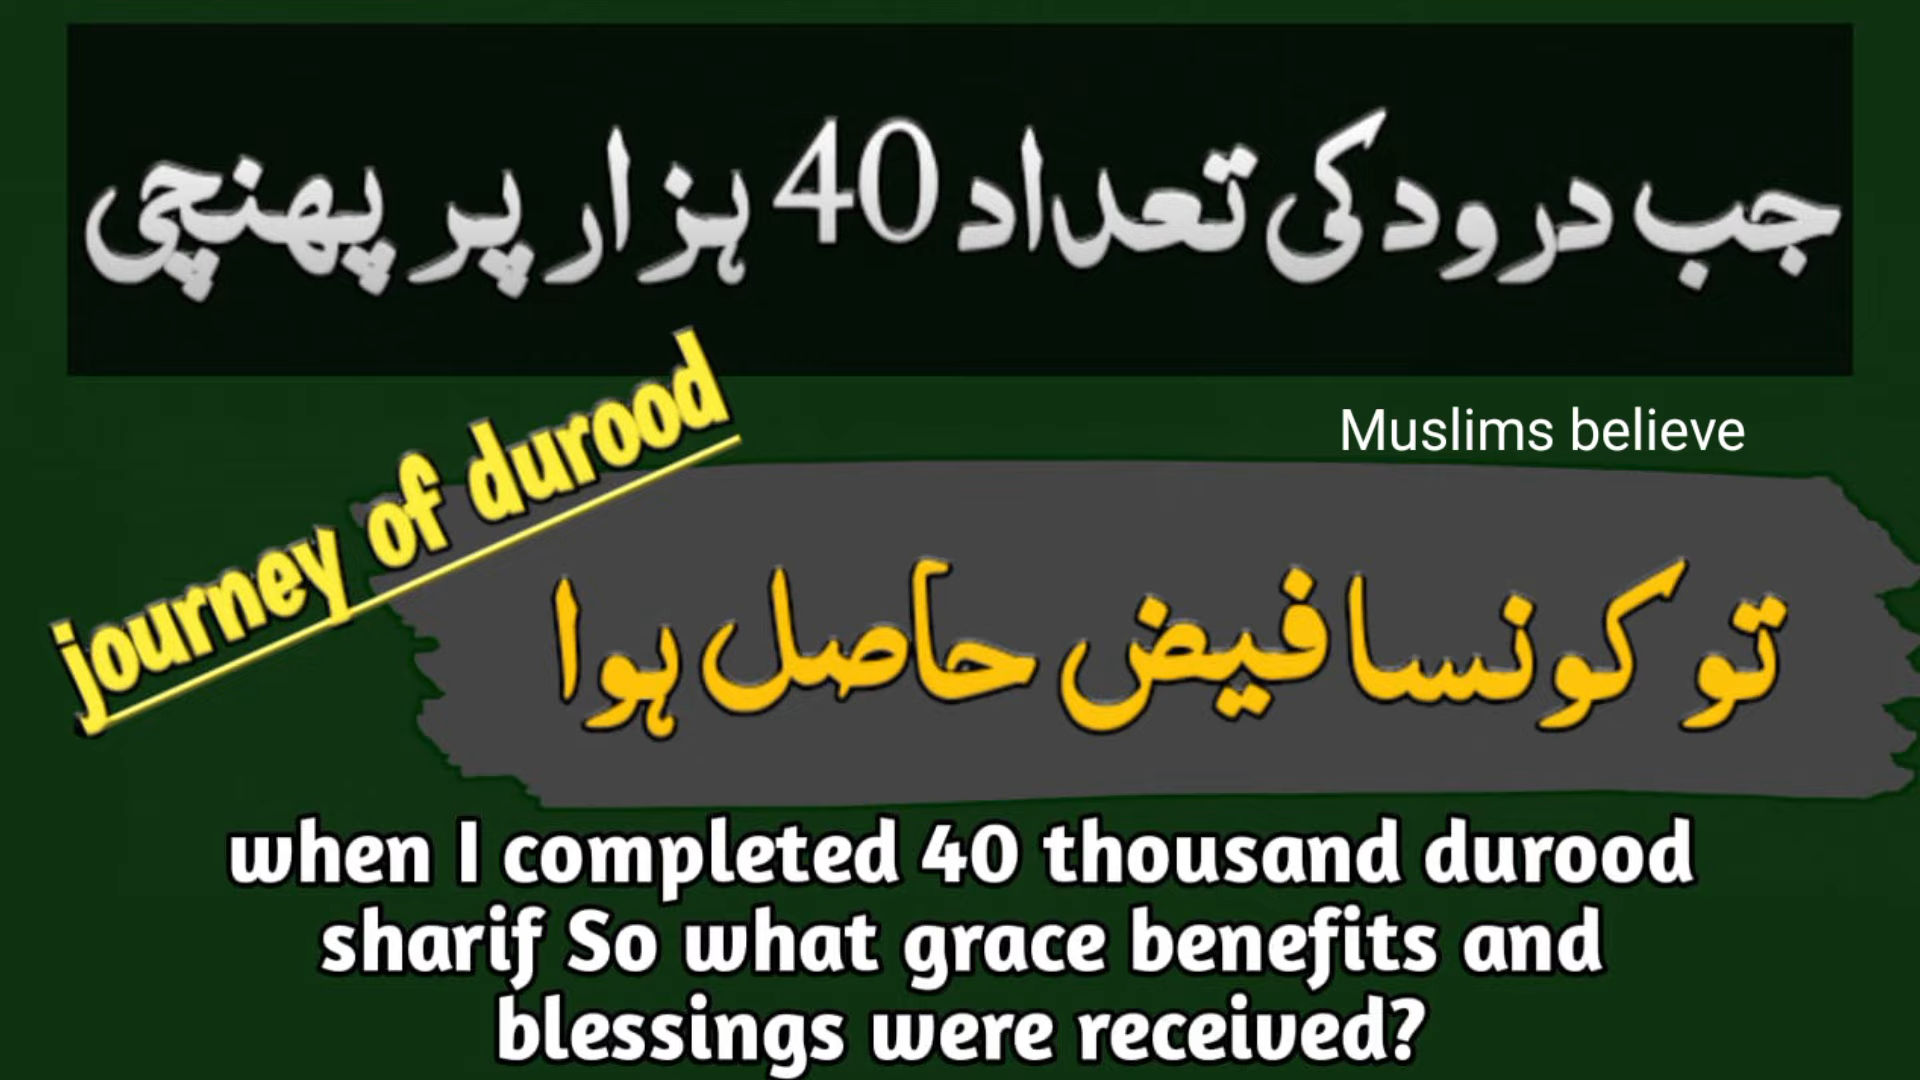 جب درود کی تعداد 40 ہزار پر پھنچی
journey of durood
Muslims believe
تو کونسا فیض حاصل ہوا
when I completed 40 thousand durood
sharif So what grace benefits and
blessings were received?